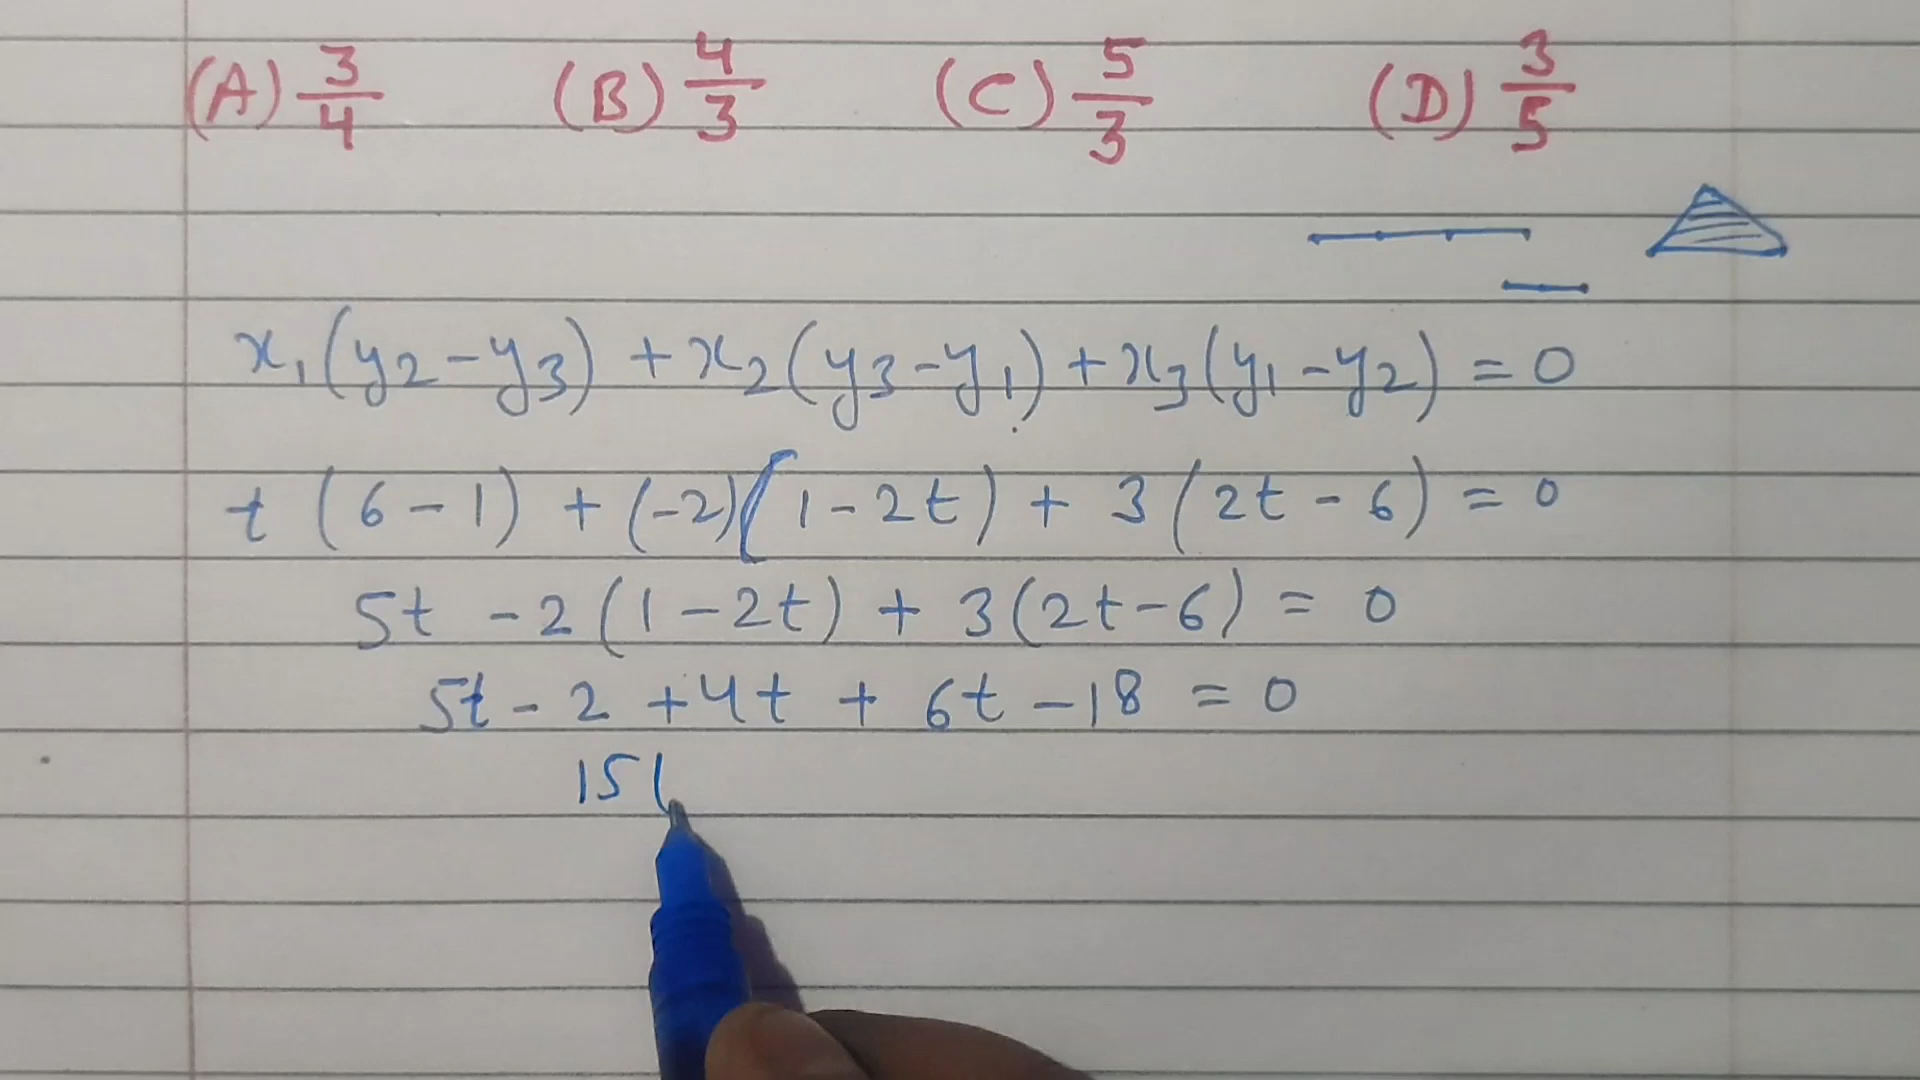 (A) 3/4 (B) 4/3 (C) 5/3 (D) 3/5
x₁(y₂-y₃) + x₂(y₃-y₁) + x₃(y₁-y₂) = 0
t(6-1) + (-2)(1-2t) + 3(2t-6) = 0
5t - 2(1-2t) + 3(2t-6) = 0
5t - 2 + 4t + 6t - 18 = 0
15